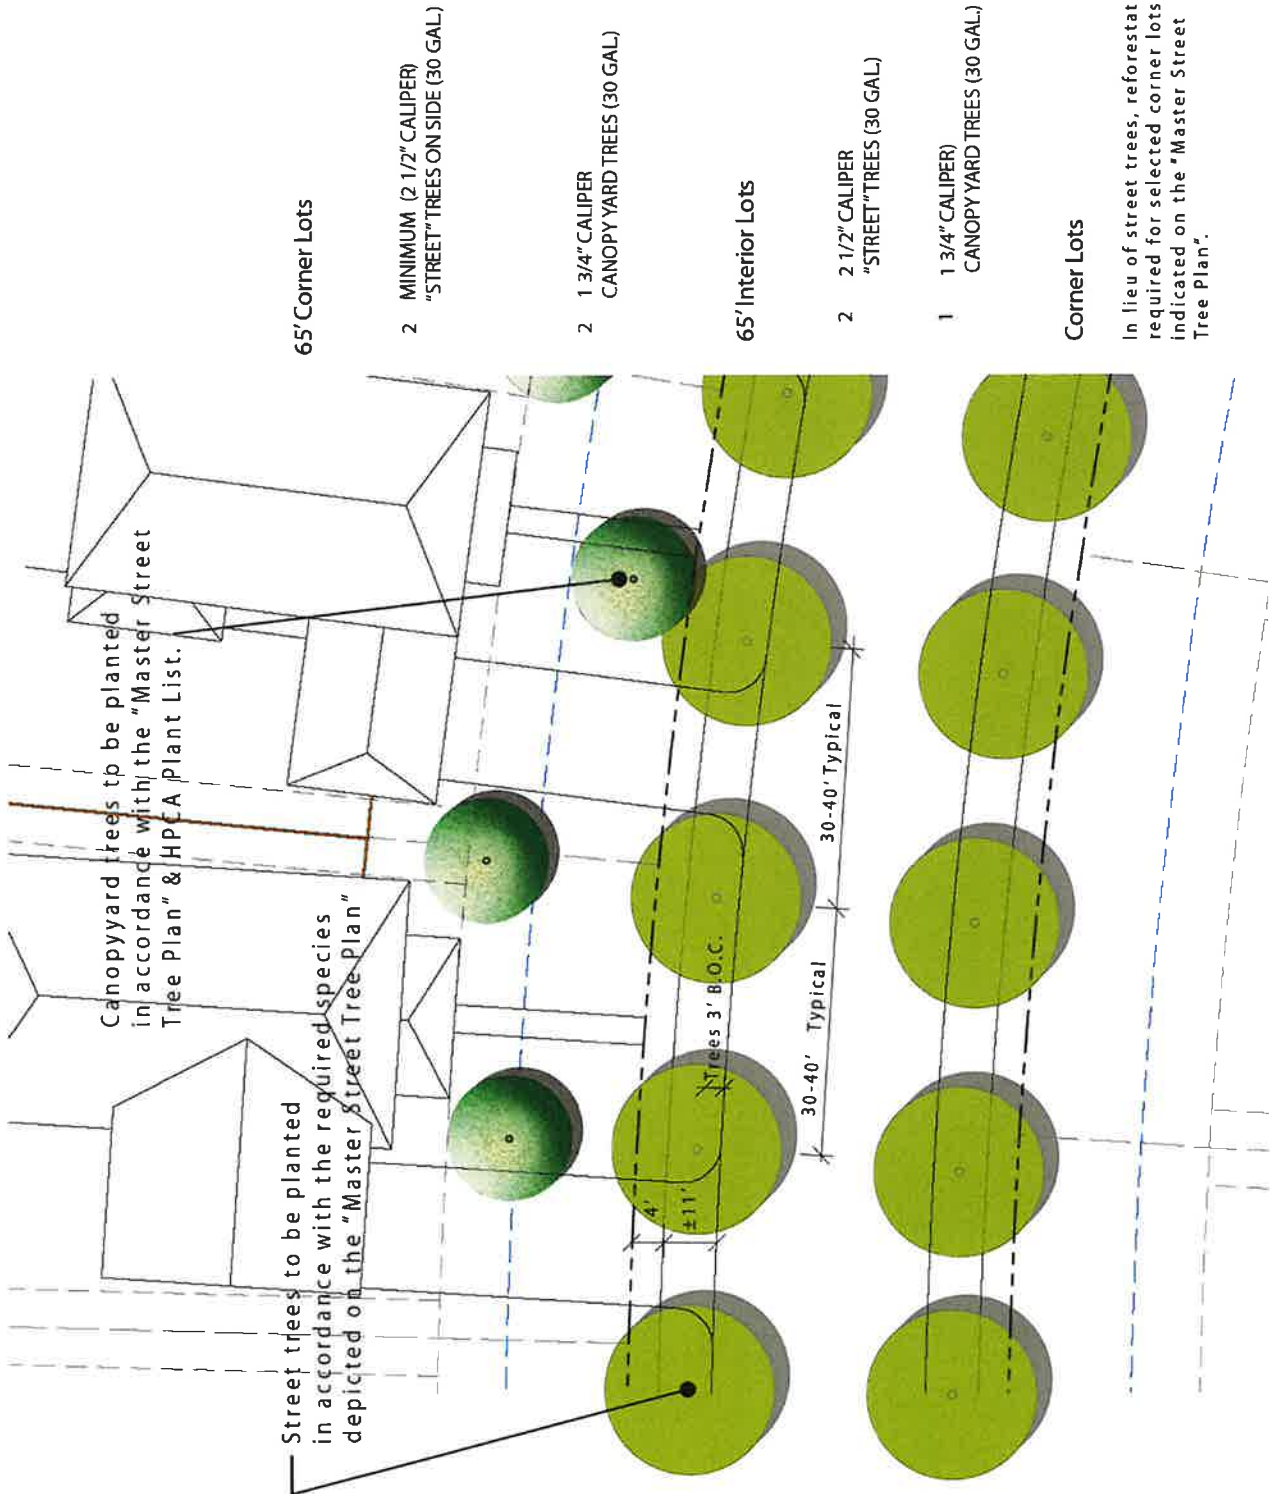 Street trees to be planted
in accordance with the required species
depicted on the "Master Street Tree Plan"
Canopyyard trees to be planted
in accordance with the "Master Street
Tree Plan" & HPCA Plant List.
4'
±11'
Trees 3' B.O.C.
30-40' Typical
30-40' Typical
65' Corner Lots
2 MINIMUM (2 1/2" CALIPER)
"STREET" TREES ON SIDE (30 GAL.)
2 1 3/4" CALIPER
CANOPY YARD TREES (30 GAL.)
65' Interior Lots
2 2 1/2" CALIPER
"STREET" TREES (30 GAL.)
1 1 3/4" CALIPER)
CANOPY YARD TREES (30 GAL.)
Corner Lots
In lieu of street trees, reforestat
required for selected corner lots
indicated on the "Master Street
Tree Plan".